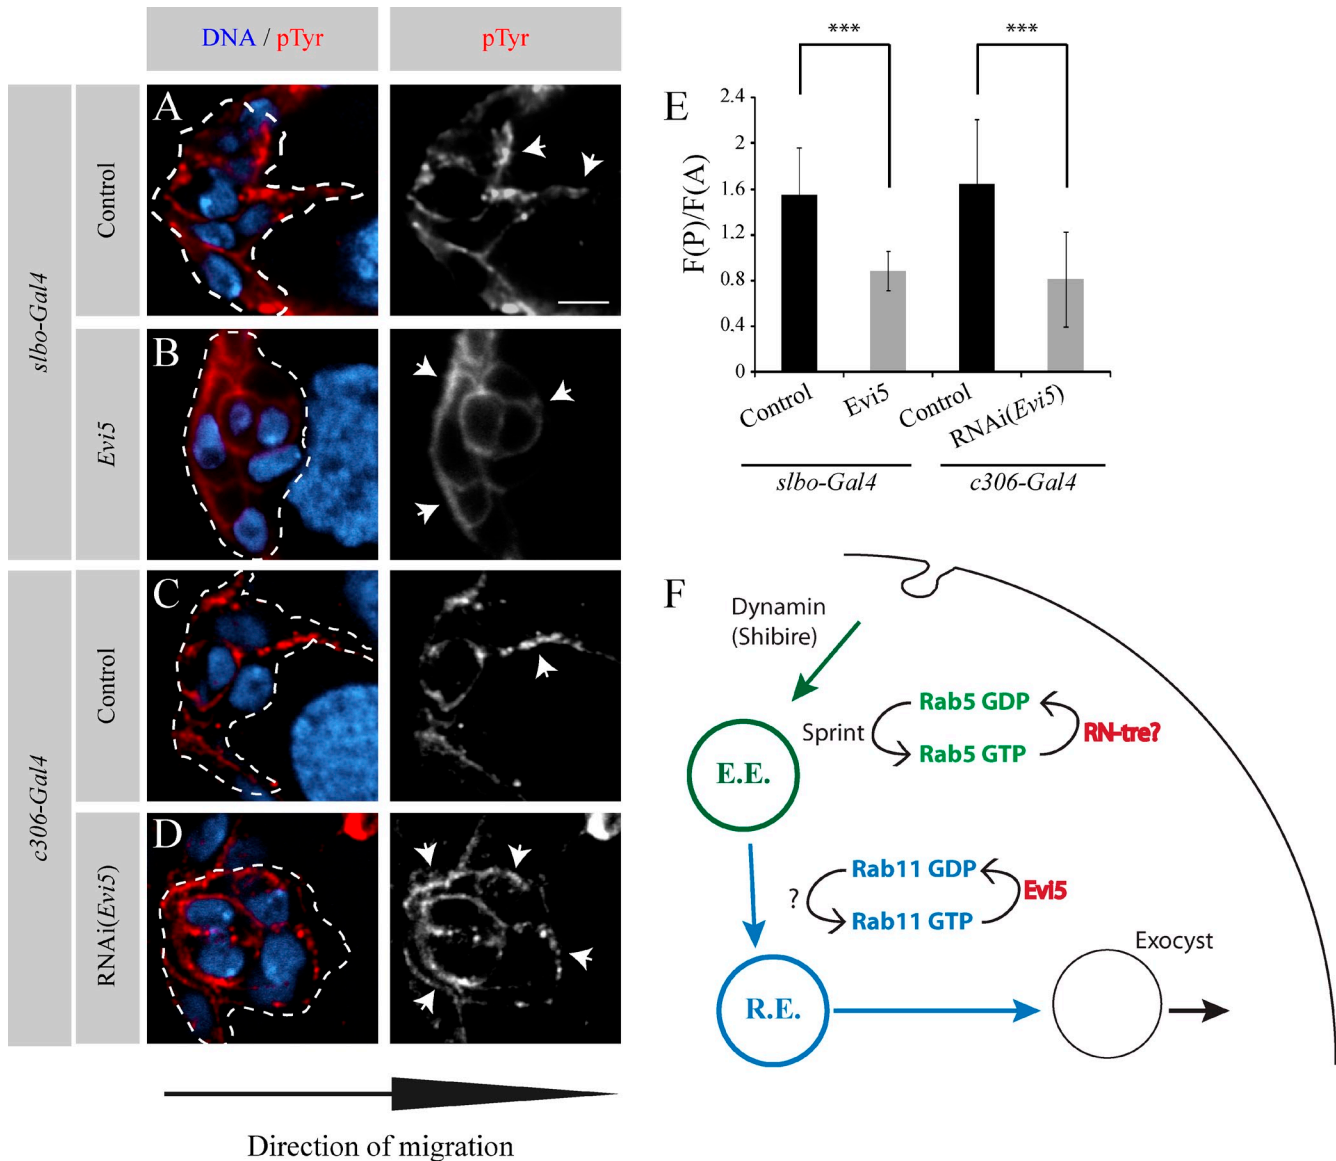 DNA / pTyr
pTyr
slbo-Gal4
Control
A
Evi5
B
c306-Gal4
Control
C
RNAi(Evi5)
D
Direction of migration
E
***
***
F(P)/F(A)
2.4
2
1.6
1.2
0.8
0.4
0
Control
Evi5
Control
RNAi(Evi5)
slbo-Gal4
c306-Gal4
F
Dynamin
(Shibire)
Sprint
Rab5 GDP
Rab5 GTP
RN-tre?
E.E.
?
Rab11 GDP
Rab11 GTP
Evi5
R.E.
Exocyst